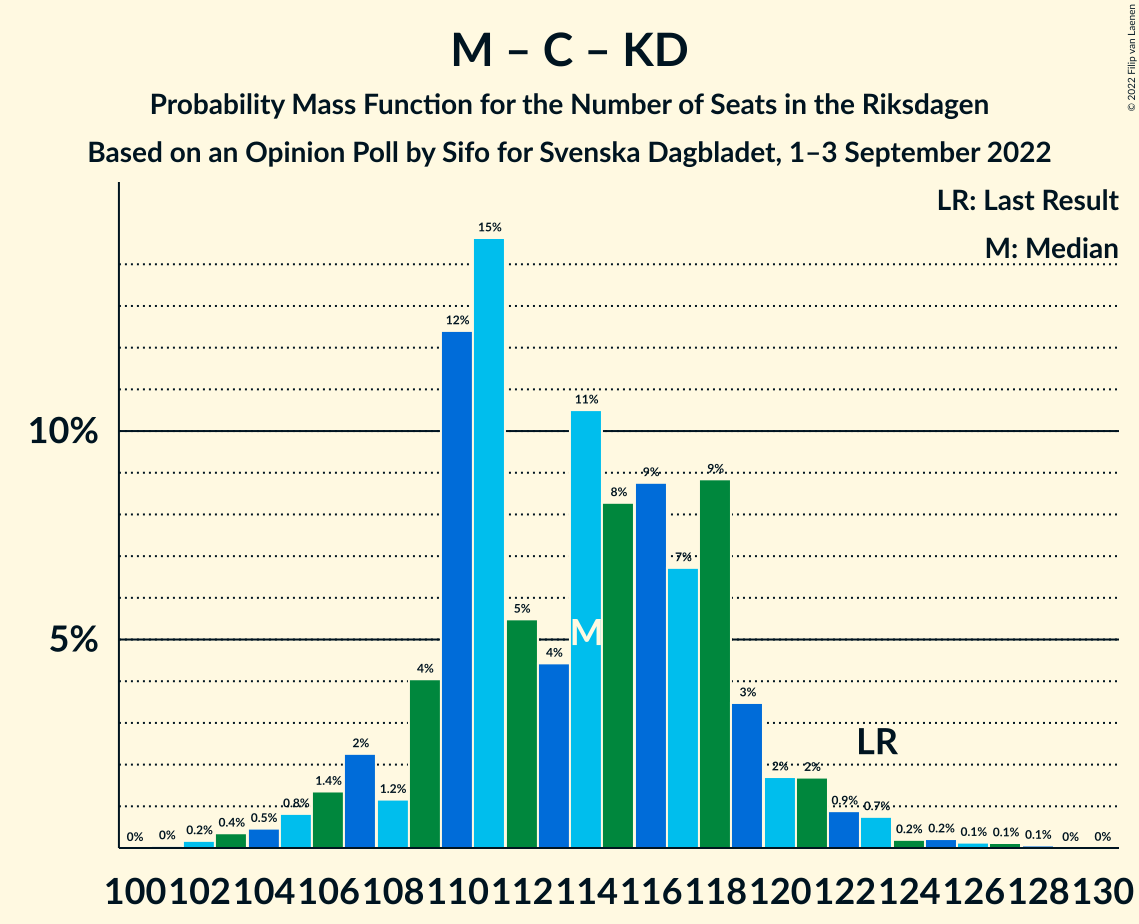 © 2022 Filip van Laenen
M – C – KD
Probability Mass Function for the Number of Seats in the Riksdagen
Based on an Opinion Poll by Sifo for Svenska Dagbladet, 1–3 September 2022
LR: Last Result
M: Median
10%
5%
0% 0% 0.2% 0.4% 0.5% 0.8% 1.4% 2% 1.2% 4% 12% 15% 5% 4% 11% 8% 9% 7% 9% 3% 2% 2% 0.9% 0.7% 0.2% 0.2% 0.1% 0.1% 0.1% 0% 0%
M
LR
100 102 104 106 108 110 112 114 116 118 120 122 124 126 128 130